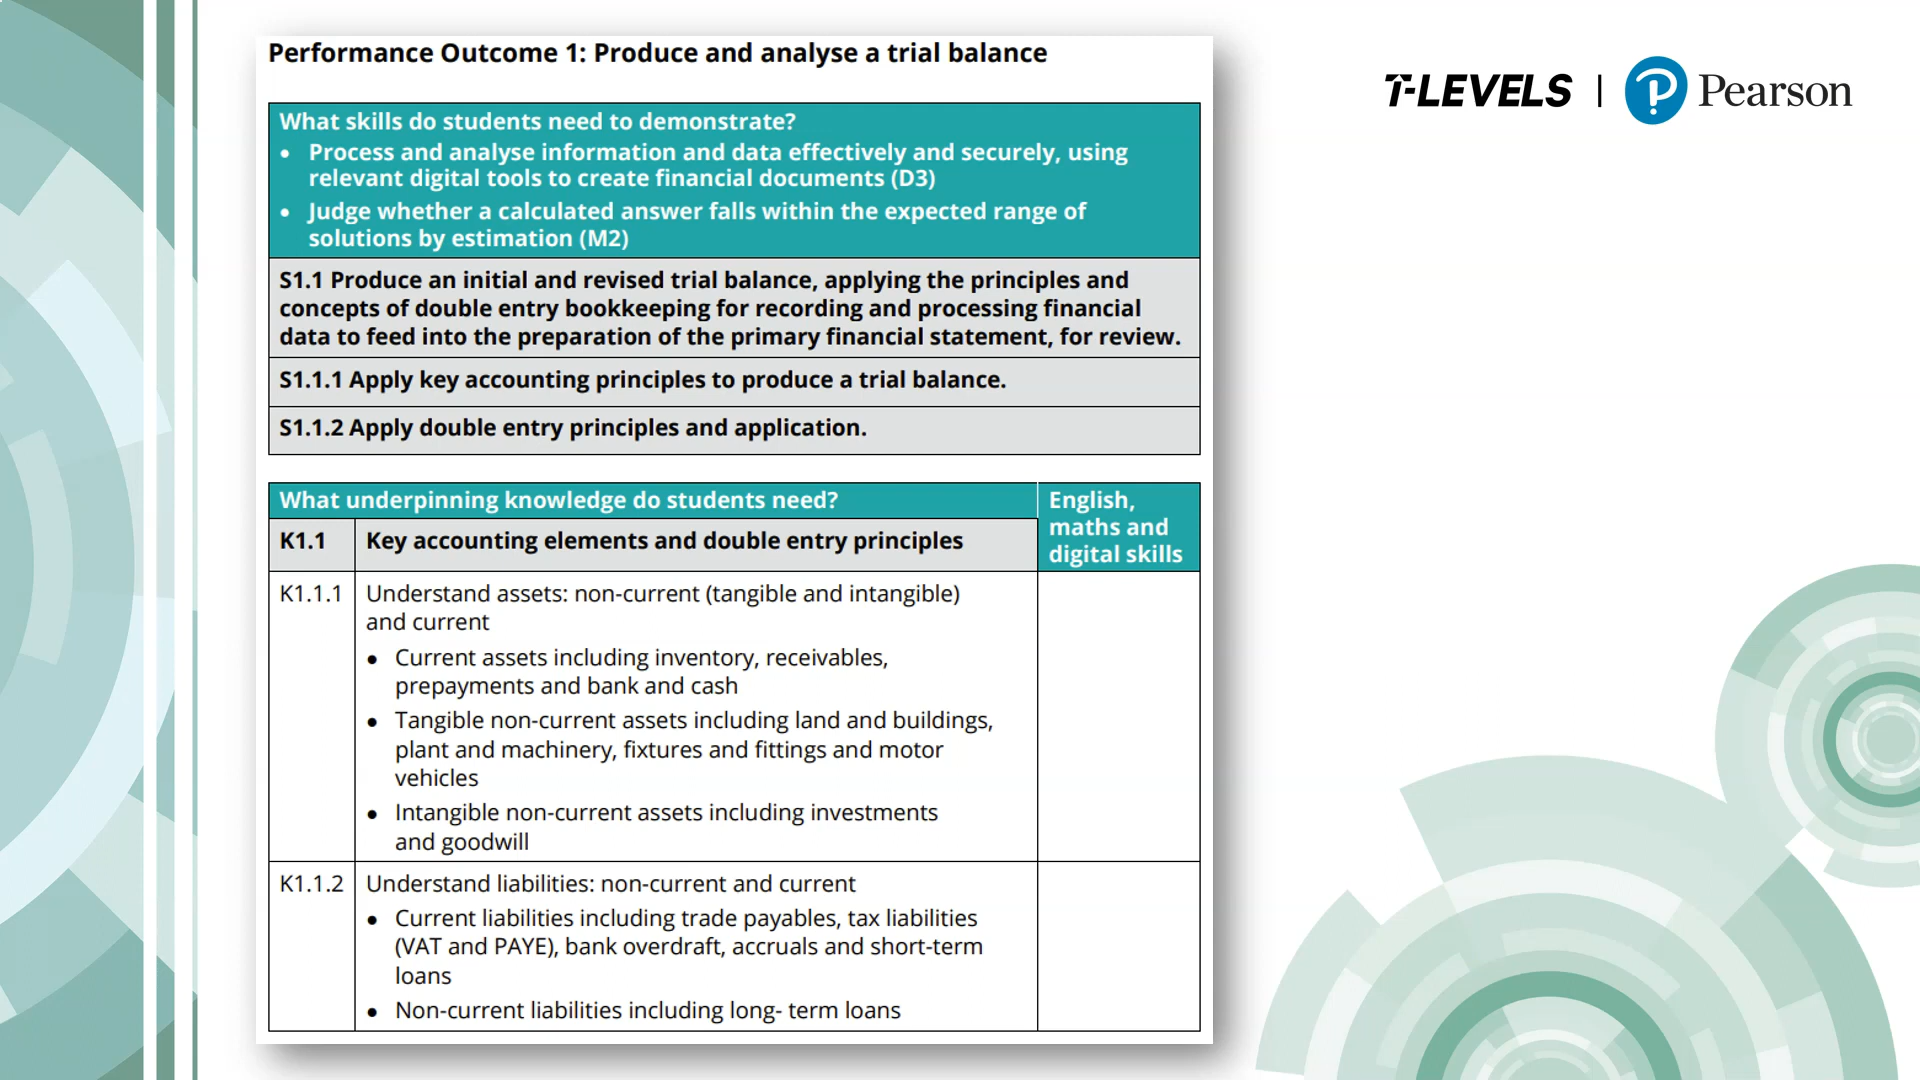 Performance Outcome 1: Produce and analyse a trial balance
T-LEVELS | Pearson
What skills do students need to demonstrate?
• Process and analyse information and data effectively and securely, using
relevant digital tools to create financial documents (D3)
• Judge whether a calculated answer falls within the expected range of
solutions by estimation (M2)
S1.1 Produce an initial and revised trial balance, applying the principles and
concepts of double entry bookkeeping for recording and processing financial
data to feed into the preparation of the primary financial statement, for review.
S1.1.1 Apply key accounting principles to produce a trial balance.
S1.1.2 Apply double entry principles and application.
What underpinning knowledge do students need?
English,
maths and
digital skills
K1.1 Key accounting elements and double entry principles
K1.1.1 Understand assets: non-current (tangible and intangible)
and current
• Current assets including inventory, receivables,
prepayments and bank and cash
• Tangible non-current assets including land and buildings,
plant and machinery, fixtures and fittings and motor
vehicles
• Intangible non-current assets including investments
and goodwill
K1.1.2 Understand liabilities: non-current and current
• Current liabilities including trade payables, tax liabilities
(VAT and PAYE), bank overdraft, accruals and short-term
loans
• Non-current liabilities including long- term loans